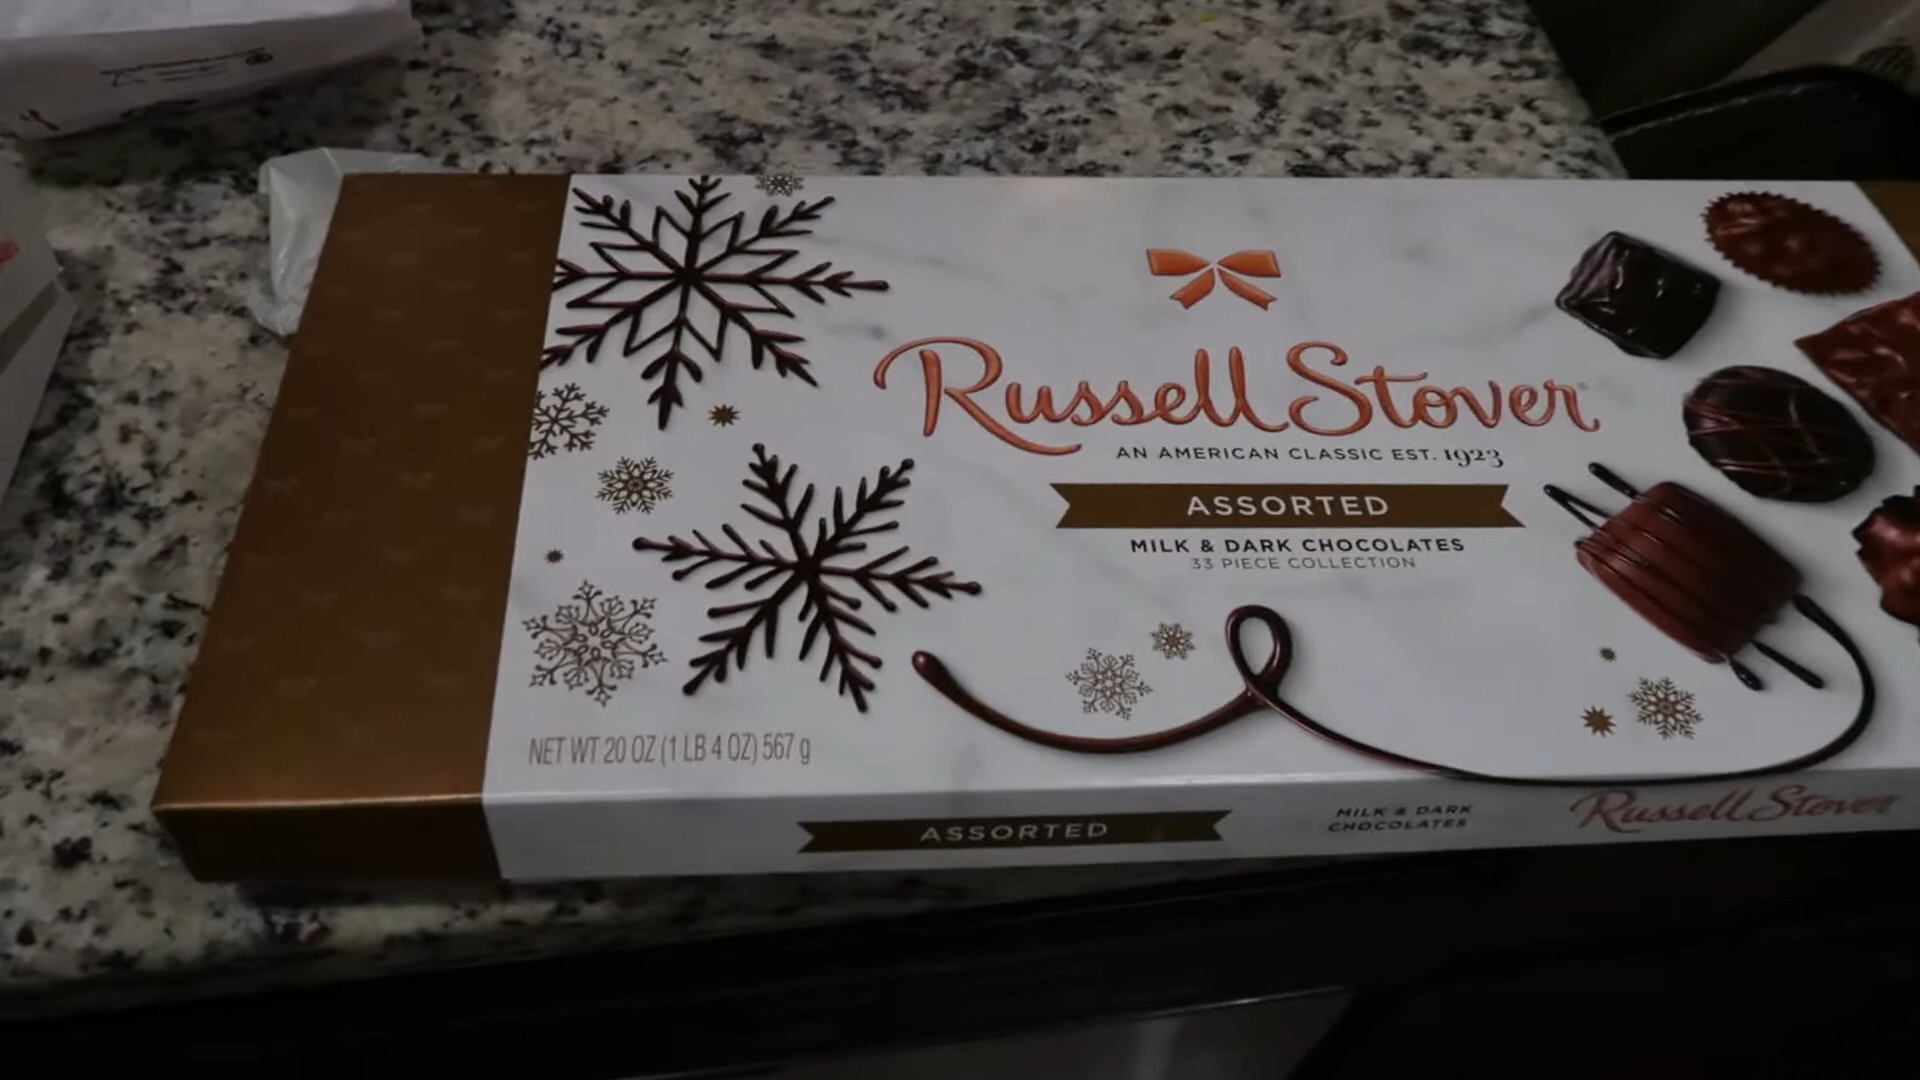 Russell Stover
AN AMERICAN CLASSIC EST. 1923
ASSORTED
MILK & DARK CHOCOLATES
33 PIECE COLLECTION
NET WT 20 OZ (1 LB 4 OZ) 567 g
ASSORTED
MILK & DARK
CHOCOLATES
Russell Stover